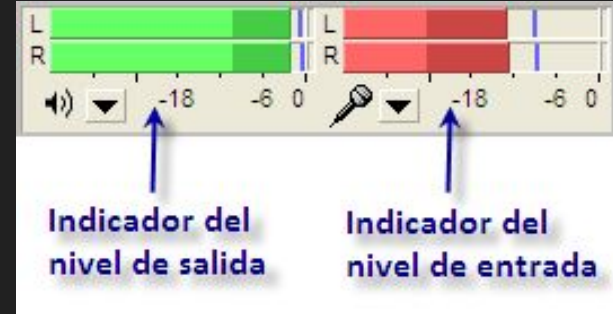 L
R
L
R
-18 -6 0
-18 -6 0
Indicador del
nivel de salida
Indicador del
nivel de entrada